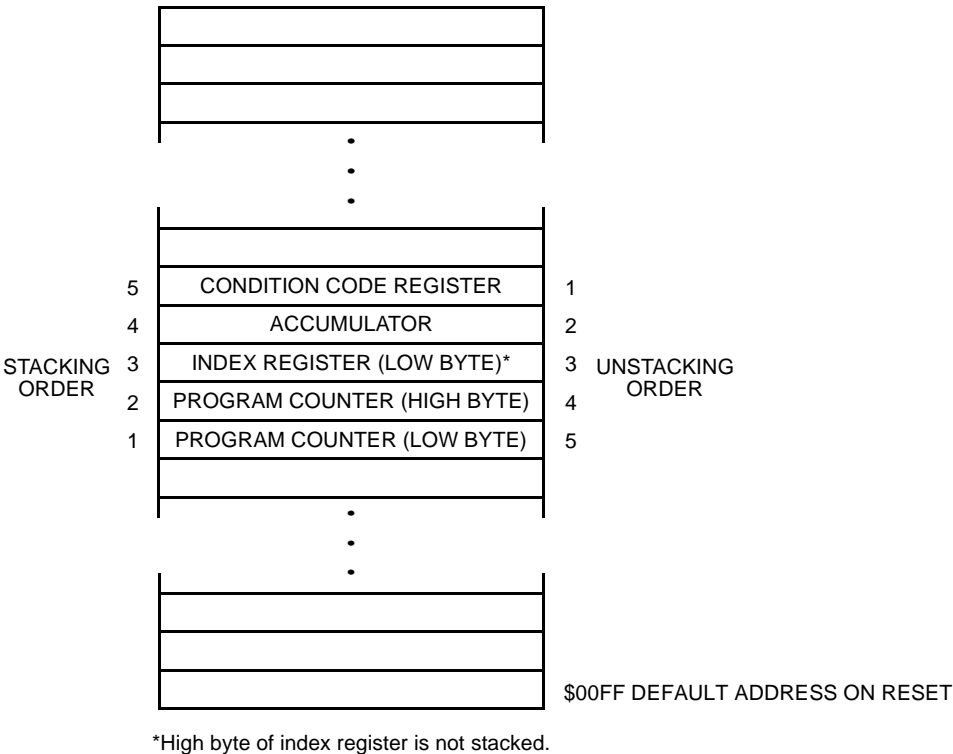 5 CONDITION CODE REGISTER 1
4 ACCUMULATOR 2
STACKING ORDER
3 INDEX REGISTER (LOW BYTE)* 3
UNSTACKING ORDER
2 PROGRAM COUNTER (HIGH BYTE) 4
1 PROGRAM COUNTER (LOW BYTE) 5
$00FF DEFAULT ADDRESS ON RESET
*High byte of index register is not stacked.